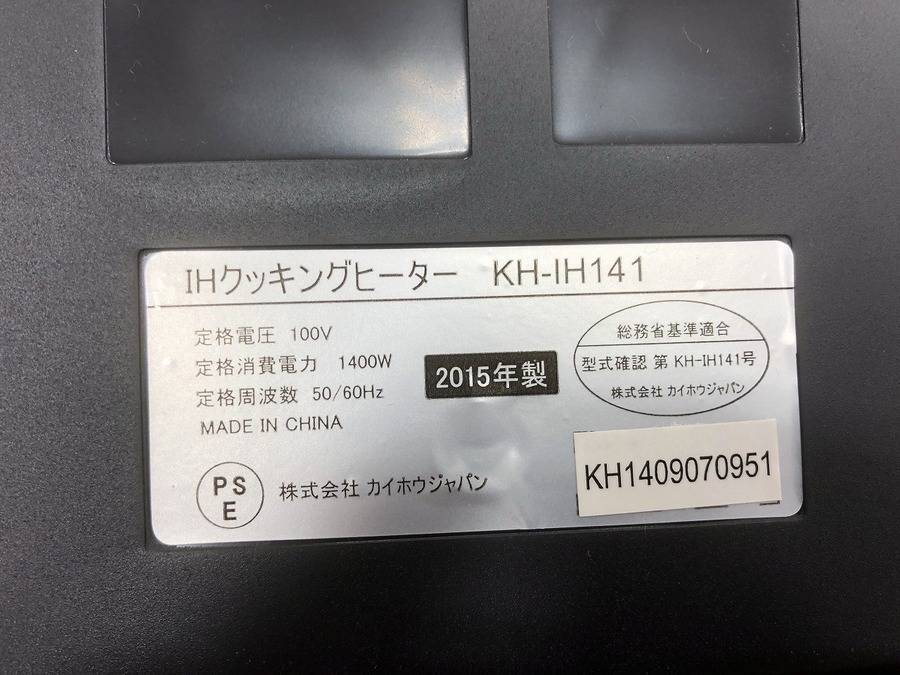 IHクッキングヒーター KH-IH141
定格電圧 100V
定格消費電力 1400W
定格周波数 50/60Hz
MADE IN CHINA
2015年製
総務省基準適合
型式確認 第 KH-IH141号
株式会社 カイホウジャパン
PS
E
株式会社 カイホウジャパン
KH1409070951